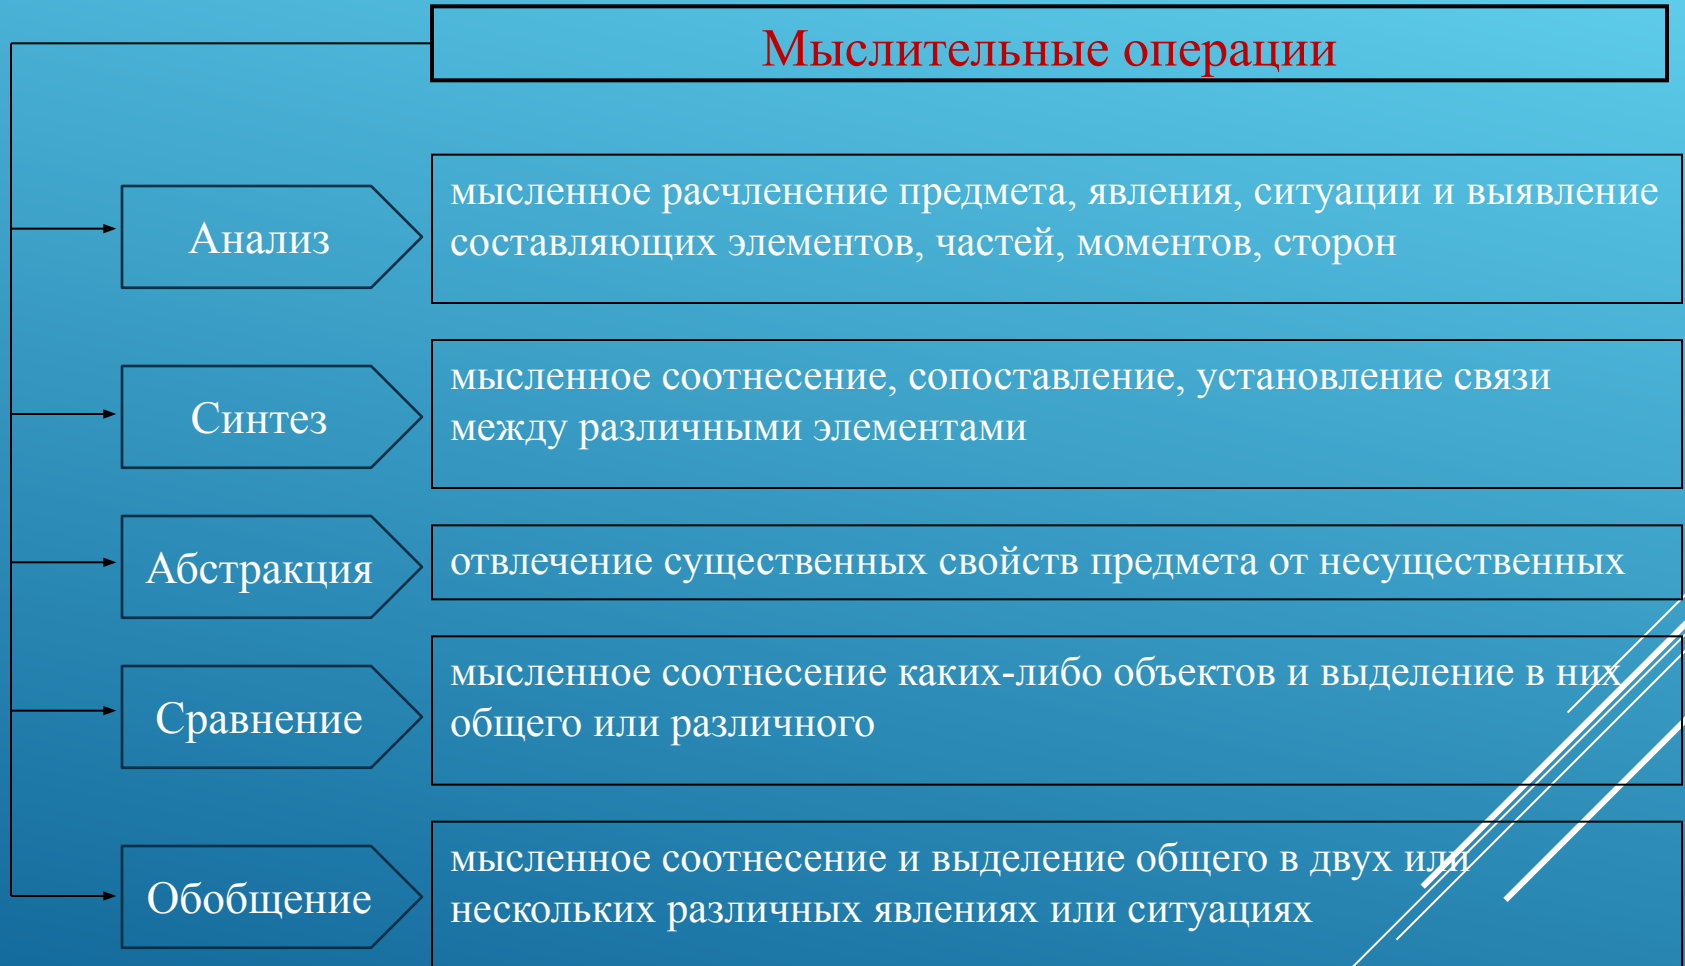 Мыслительные операции
Анализ
мысленное расчленение предмета, явления, ситуации и выявление
составляющих элементов, частей, моментов, сторон
Синтез
мысленное соотнесение, сопоставление, установление связи
между различными элементами
Абстракция
отвлечение существенных свойств предмета от несущественных
Сравнение
мысленное соотнесение каких-либо объектов и выделение в них
общего или различного
Обобщение
мысленное соотнесение и выделение общего в двух или
нескольких различных явлениях или ситуациях